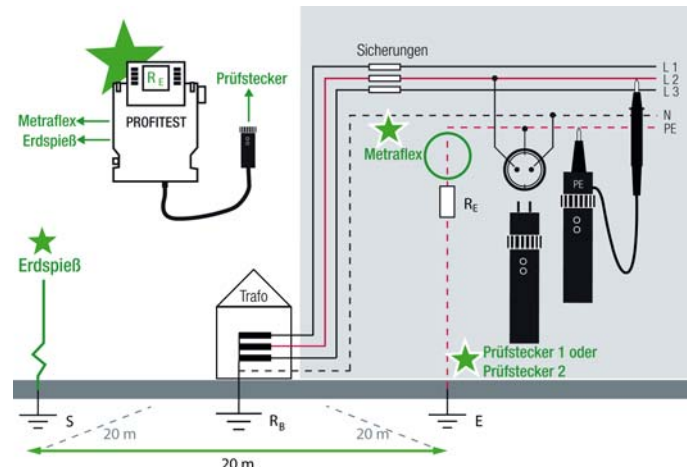 Sicherungen
L 1
L 2
L 3
N
PE
R E
PROFITEST
Prüfstecker
Metraflex
Erdspieß
Metraflex
R E
PE
Erdspieß
Trafo
Prüfstecker 1 oder
Prüfstecker 2
S
R B
E
20 m
20 m
20 m